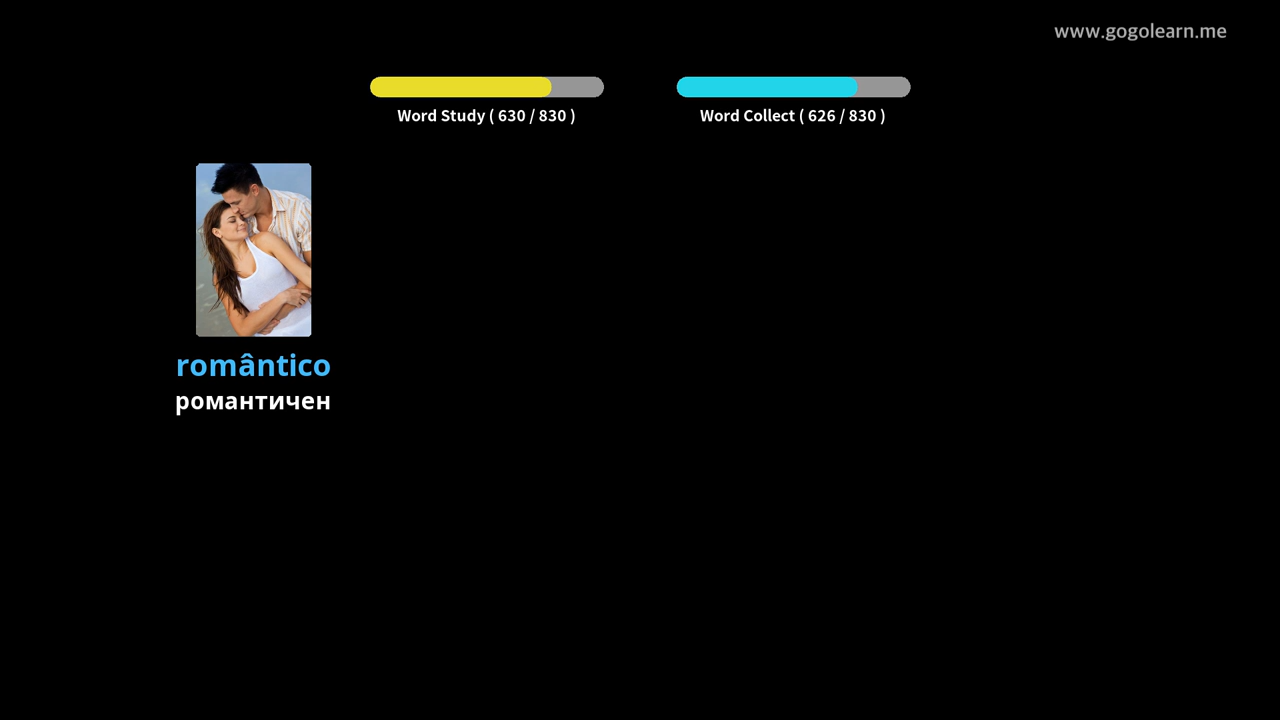 www.gogolearn.me
Word Study ( 630 / 830 )
Word Collect ( 626 / 830 )
romântico
романтичен